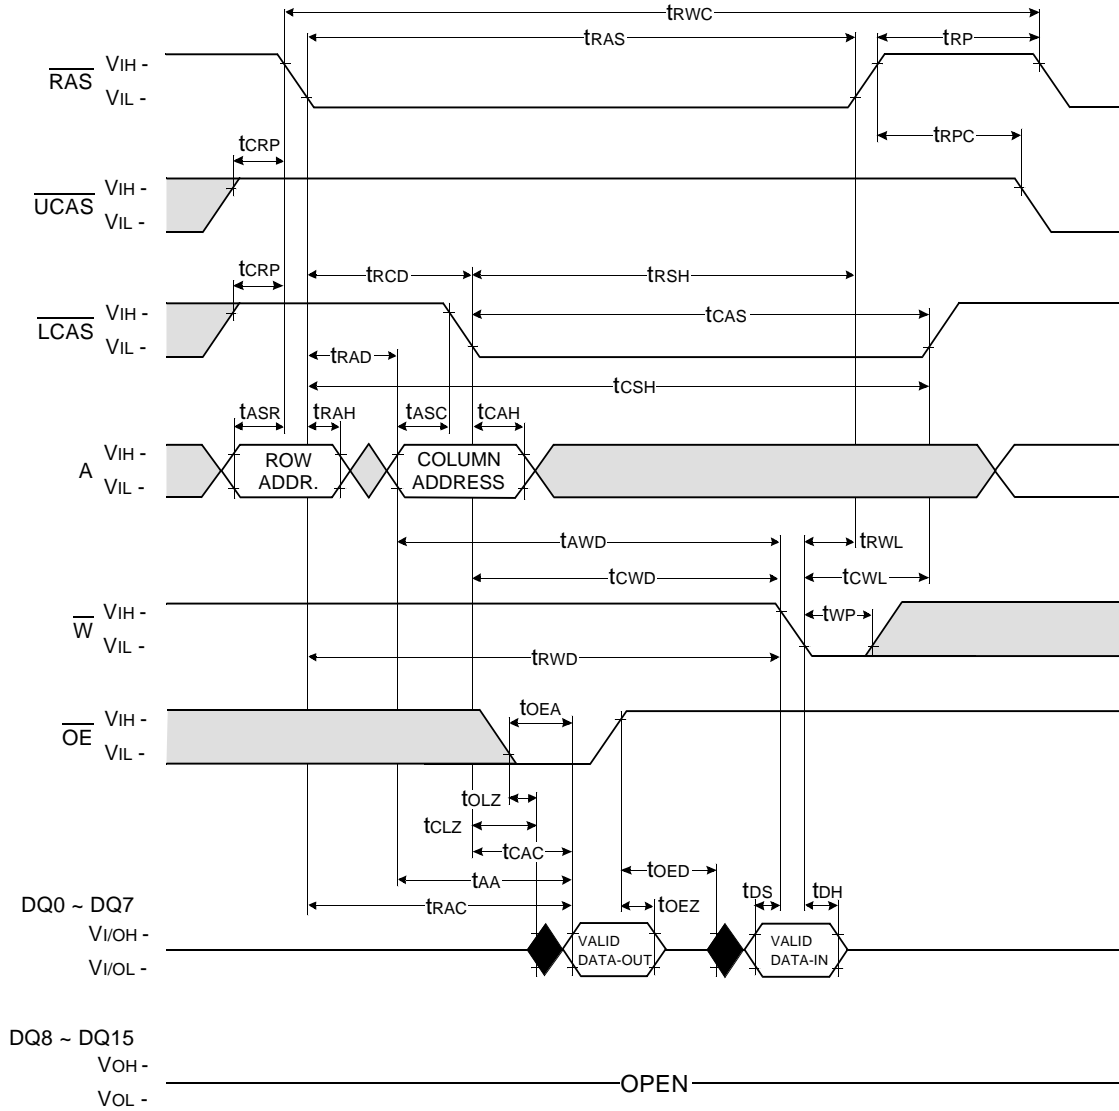 tRWC
tRAS
tRP
RAS
VIH -
VIL -
tCRP
tRPC
UCAS
VIH -
VIL -
tCRP
tRCD
tRSH
LCAS
VIH -
VIL -
tCAS
tRAD
tCSH
tASR
tRAH
tASC
tCAH
A
VIH -
VIL -
ROW
ADDR.
COLUMN
ADDRESS
tAWD
tRWL
tCWD
tCWL
W
VIH -
VIL -
tWP
tRWD
OE
VIH -
VIL -
tOEA
tOLZ
tCLZ
tCAC
tOED
tAA
tDS
tDH
tRAC
tOEZ
DQ0 ~ DQ7
VI/OH -
VI/OL -
VALID
DATA-OUT
VALID
DATA-IN
DQ8 ~ DQ15
VOH -
VOL -
OPEN